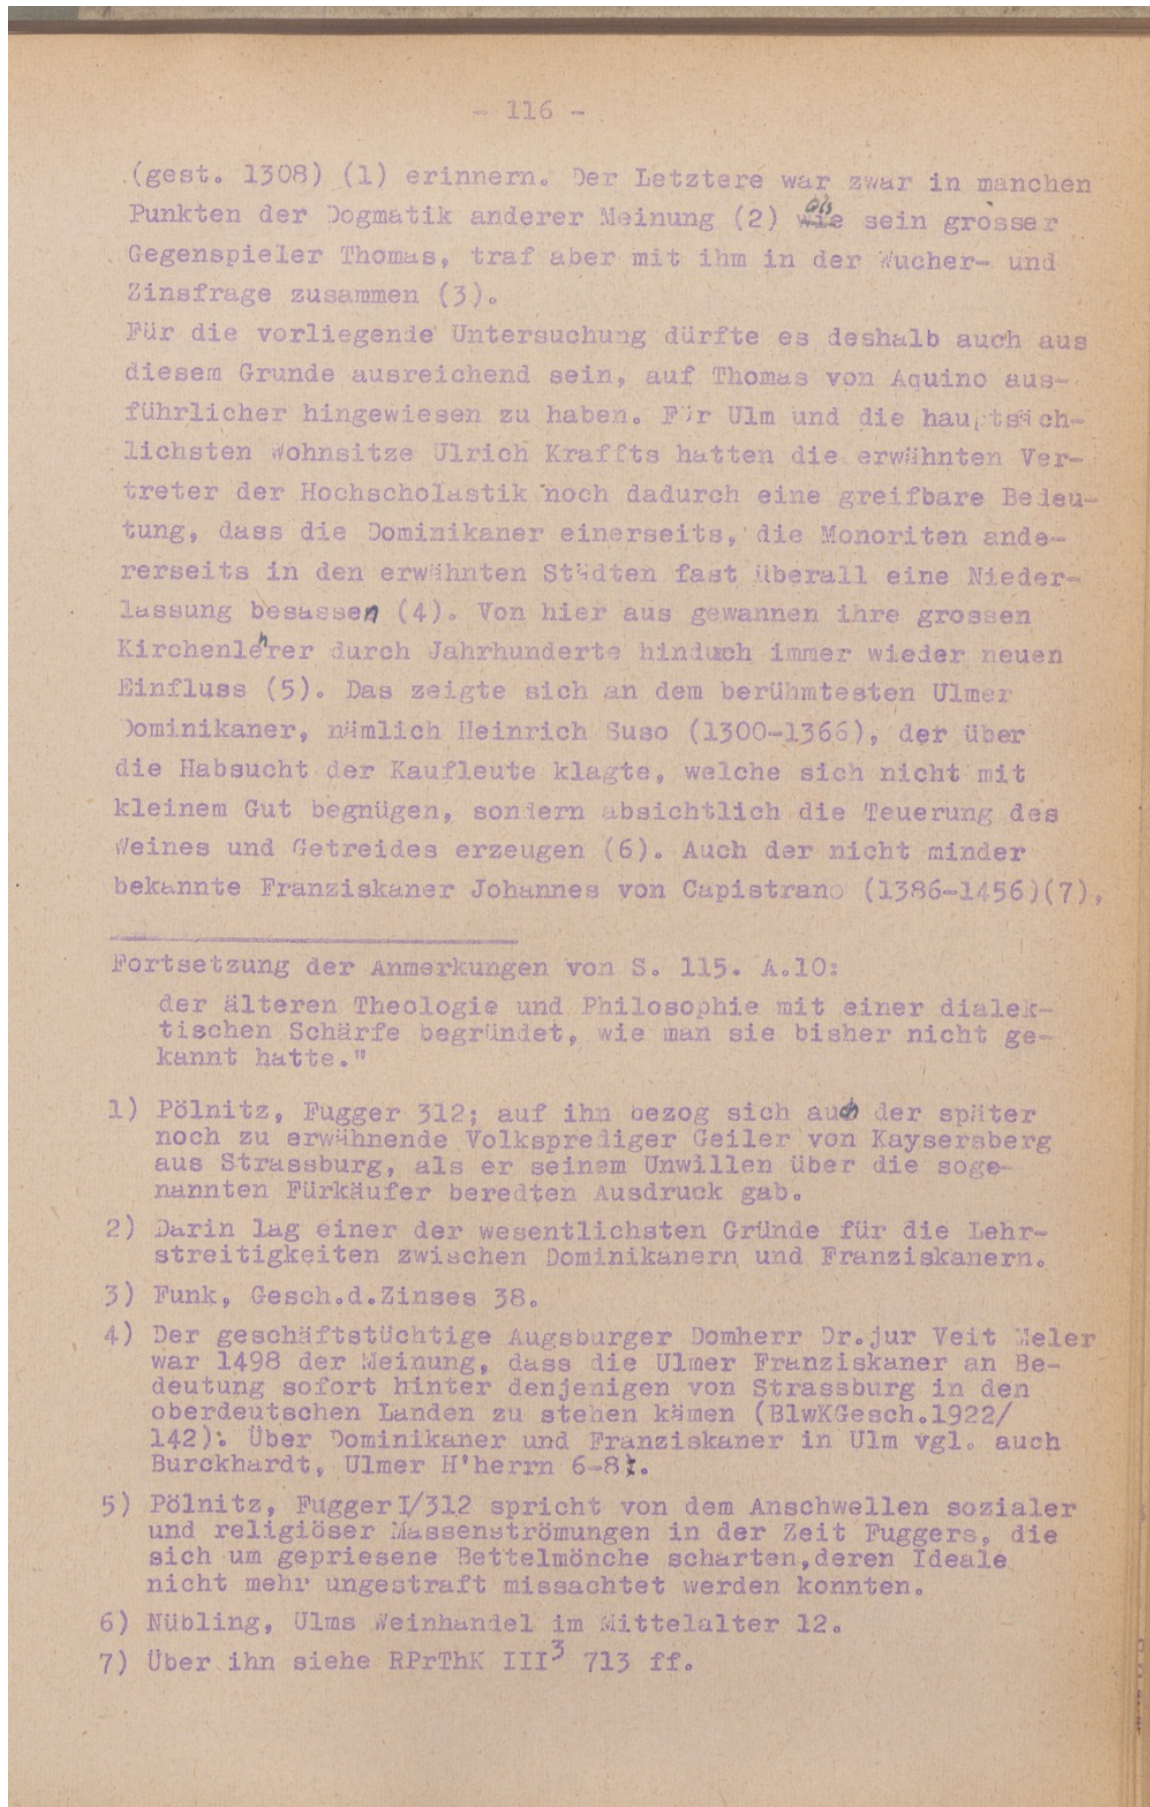 - 116 -
(gest. 1308) (1) erinnern. Der Letztere war zwar in manchen
Punkten der Dogmatik anderer Meinung (2) als sein grosser
Gegenspieler Thomas, traf aber mit ihm in der Wucher- und
Zinsfrage zusammen (3).
Für die vorliegende Untersuchung dürfte es deshalb auch aus
diesem Grunde ausreichend sein, auf Thomas von Aquino aus-
führlicher hingewiesen zu haben. Für Ulm und die hauptsäch-
lichsten Wohnsitze Ulrich Kraffts hatten die erwähnten Ver-
treter der Hochscholastik noch dadurch eine greifbare Bedeu-
tung, dass die Dominikaner einerseits, die Monoriten ande-
rerseits in den erwähnten Städten fast überall eine Nieder-
lassung besassen (4). Von hier aus gewannen ihre grossen
Kirchenlehrer durch Jahrhunderte hinduch immer wieder neuen
Einfluss (5). Das zeigte sich an dem berühmtesten Ulmer
Dominikaner, nämlich Heinrich Suso (1300-1366), der über
die Habsucht der Kaufleute klagte, welche sich nicht mit
kleinem Gut begnügen, sondern absichtlich die Teuerung des
Weines und Getreides erzeugen (6). Auch der nicht minder
bekannte Franziskaner Johannes von Capistrano (1386-1456)(7),
Fortsetzung der Anmerkungen von S. 115. A.10:
der älteren Theologie und Philosophie mit einer dialek-
tischen Schärfe begründet, wie man sie bisher nicht ge-
kannt hatte."
1) Pölnitz, Fugger 312; auf ihn bezog sich auch der später
noch zu erwähnende Volksprediger Geiler von Kaysersberg
aus Strassburg, als er seinem Unwillen über die soge-
nannten Fürkäufer beredten Ausdruck gab.
2) Darin lag einer der wesentlichsten Gründe für die Lehr-
streitigkeiten zwischen Dominikanern und Franziskanern.
3) Funk, Gesch.d.Zinses 38.
4) Der geschäftstüchtige Augsburger Domherr Dr.jur Veit Meler
war 1498 der Meinung, dass die Ulmer Franziskaner an Be-
deutung sofort hinter denjenigen von Strassburg in den
oberdeutschen Landen zu stehen kämen (BlwKGesch.1922/
142). Über Dominikaner und Franziskaner in Ulm vgl. auch
Burckhardt, Ulmer H'herrn 6-8.
5) Pölnitz, Fugger I/312 spricht von dem Anschwellen sozialer
und religiöser Massenströmungen in der Zeit Fuggers, die
sich um gepriesene Bettelmönche scharten,deren Ideale
nicht mehr ungestraft missachtet werden konnten.
6) Nübling, Ulms Weinhandel im Mittelalter 12.
7) Über ihn siehe RPrThK III³ 713 ff.